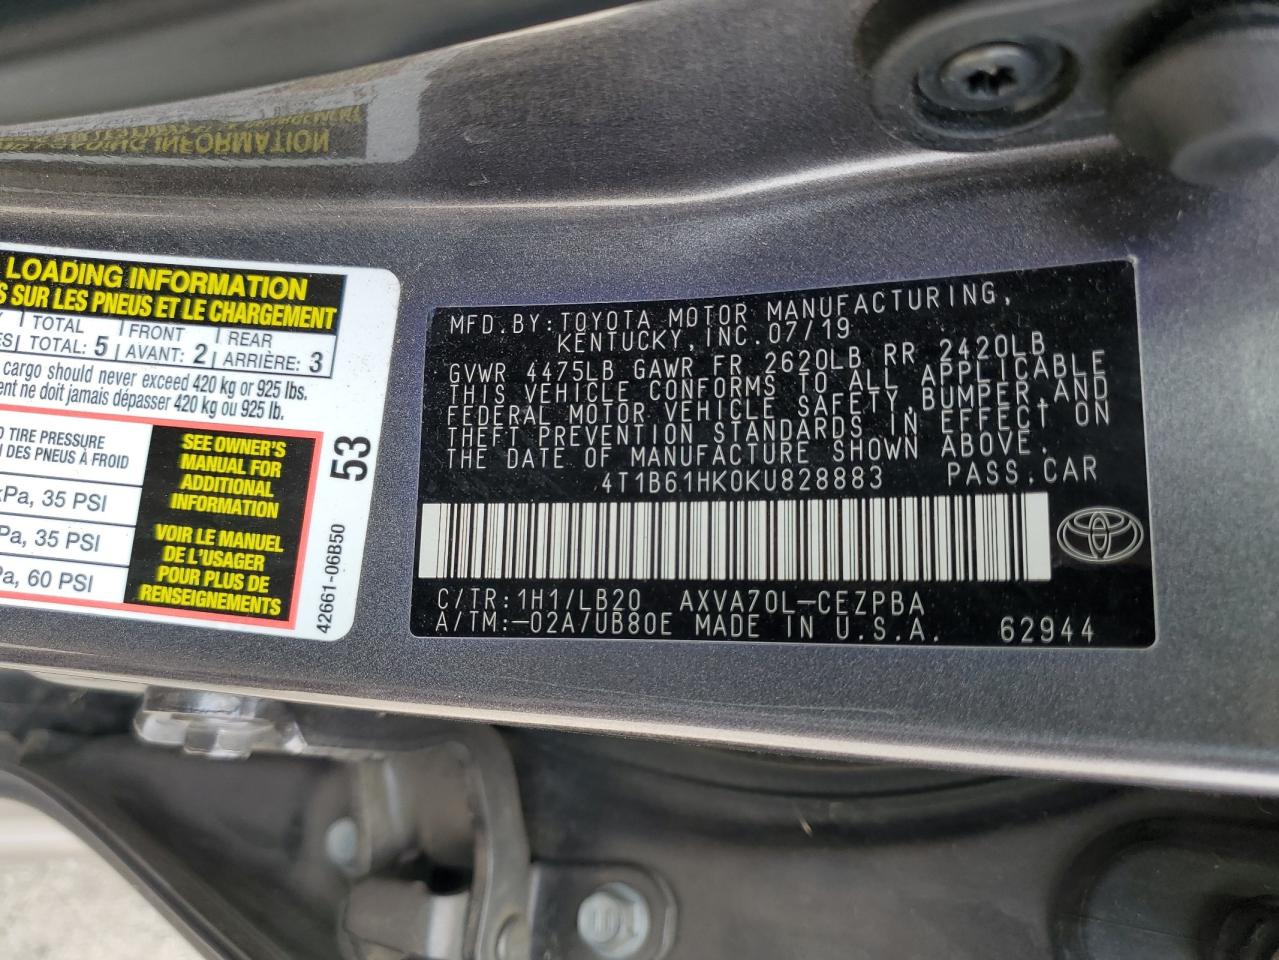 LOADING INFORMATION
S SUR LES PNEUS ET LE CHARGEMENT
TOTAL FRONT REAR
TOTAL: 5 AVANT: 2 ARRIÈRE: 3
cargo should never exceed 420 kg or 925 lbs.
ent ne doit jamais dépasser 420 kg ou 925 lb.
TIRE PRESSURE
DES PNEUS À FROID
kPa, 35 PSI
Pa, 35 PSI
Pa, 60 PSI
SEE OWNER'S
MANUAL FOR
ADDITIONAL
INFORMATION
VOIR LE MANUEL
DE L'USAGER
POUR PLUS DE
RENSEIGNEMENTS
53
42661-06B50
MFD.BY:TOYOTA MOTOR MANUFACTURING,
KENTUCKY, INC.07/19
GVWR 4475LB GAWR FR 2620LB RR 2420LB
THIS VEHICLE CONFORMS TO ALL APPLICABLE
FEDERAL MOTOR VEHICLE SAFETY,BUMPER,AND
THEFT PREVENTION STANDARDS IN EFFECT ON
THE DATE OF MANUFACTURE SHOWN ABOVE.
4T1B61HK0KU828883 PASS.CAR
C/TR:1H1/LB20 AXVA70L-CEZPBA
A/TM:-02A/UB80E MADE IN U.S.A. 62944